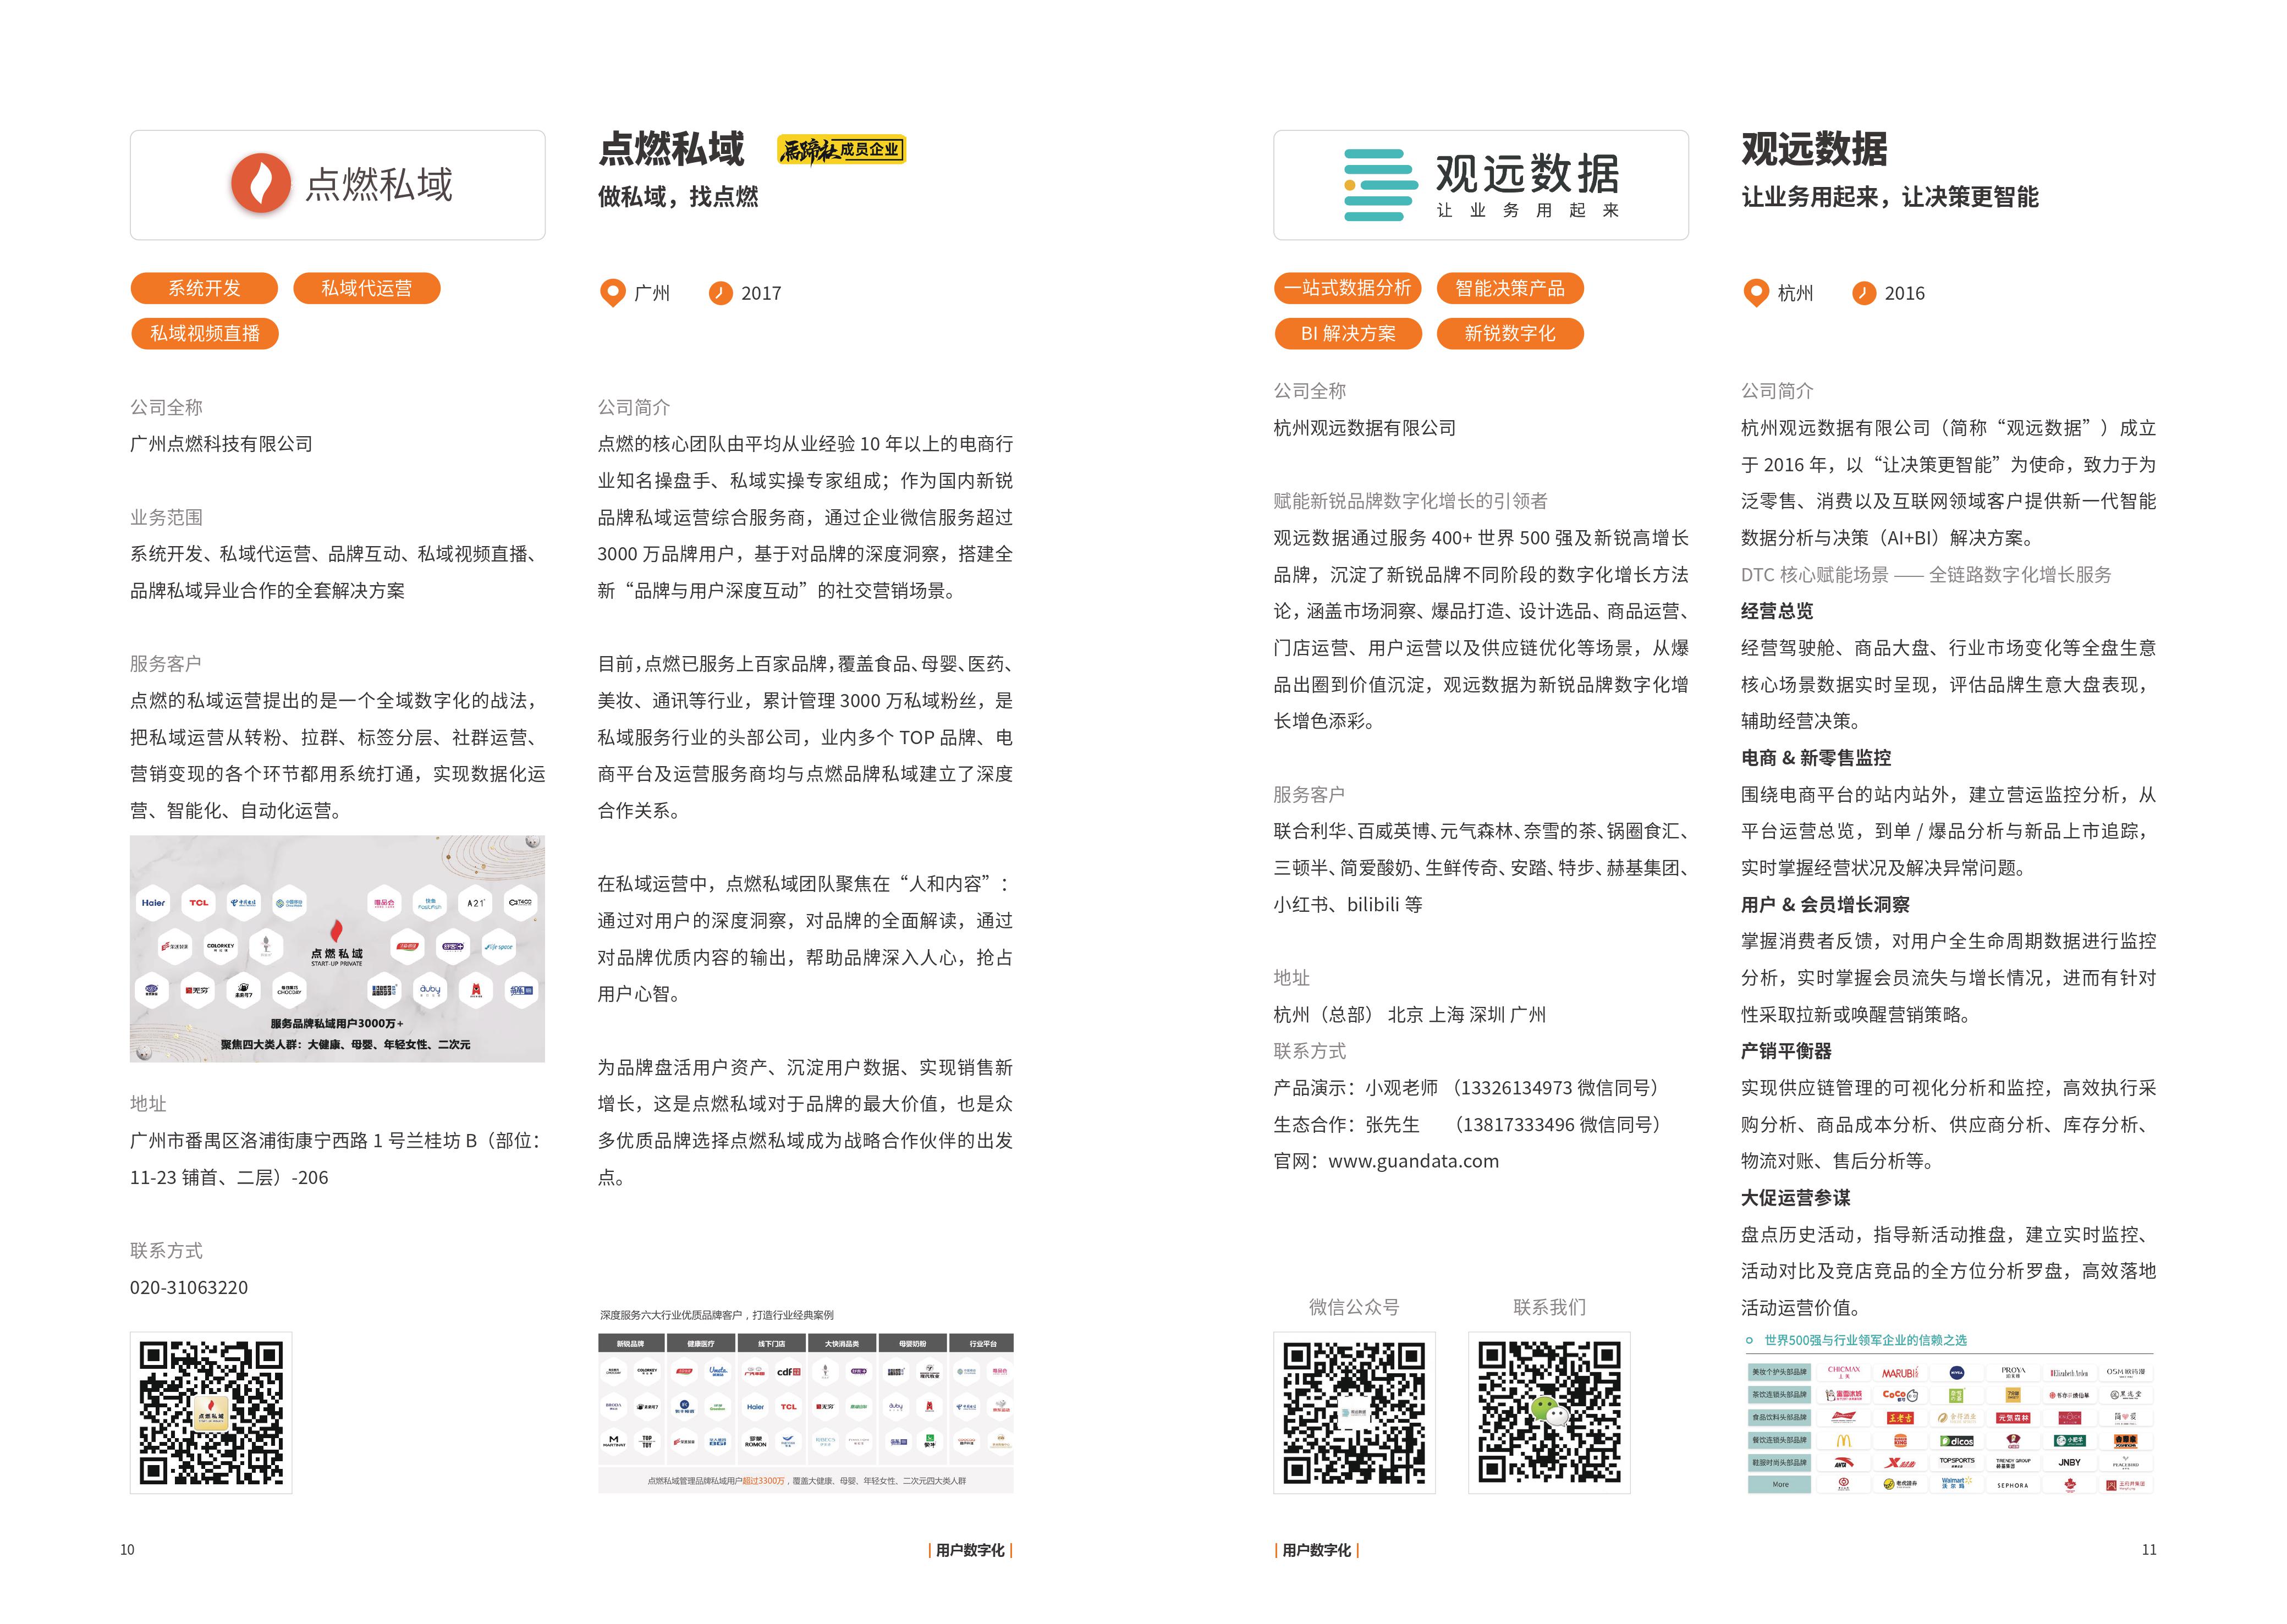 点燃私域
系统开发
私域代运营
私域视频直播
公司全称
广州点燃科技有限公司
业务范围
系统开发、私域代运营、品牌互动、私域视频直播、
品牌私域异业合作的全套解决方案
服务客户
点燃的私域运营提出的是一个全域数字化的战法，
把私域运营从转粉、拉群、标签分层、社群运营、
营销变现的各个环节都用系统打通，实现数据化运
营、智能化、自动化运营。
Haier
TCL
A21
COLORKEY
点燃私域
START-UP PRIVATE
life space
无穷
CHOCDAY
auby
服务品牌私域用户3000万+
聚焦四大类人群：大健康、母婴、年轻女性、二次元
地址
广州市番禺区洛浦街康宁西路 1 号兰桂坊 B（部位：
11-23 铺首、二层）-206
联系方式
020-31063220
点燃私域
马蹄社成员企业
做私域，找点燃
广州
2017
公司简介
点燃的核心团队由平均从业经验 10 年以上的电商行
业知名操盘手、私域实操专家组成；作为国内新锐
品牌私域运营综合服务商，通过企业微信服务超过
3000 万品牌用户，基于对品牌的深度洞察，搭建全
新“品牌与用户深度互动”的社交营销场景。
目前，点燃已服务上百家品牌，覆盖食品、母婴、医药、
美妆、通讯等行业，累计管理 3000 万私域粉丝，是
私域服务行业的头部公司，业内多个 TOP 品牌、电
商平台及运营服务商均与点燃品牌私域建立了深度
合作关系。
在私域运营中，点燃私域团队聚焦在“人和内容”：
通过对用户的深度洞察，对品牌的全面解读，通过
对品牌优质内容的输出，帮助品牌深入人心，抢占
用户心智。
为品牌盘活用户资产、沉淀用户数据、实现销售新
增长，这是点燃私域对于品牌的最大价值，也是众
多优质品牌选择点燃私域成为战略合作伙伴的出发
点。
深度服务六大行业优质品牌客户，打造行业经典案例
新锐品牌
健康医疗
线下门店
大快消品类
母婴奶粉
行业平台
COLORKEY
cdf
Haier
TCL
无穷
auby
TOP TOY
ROMON
点燃私域管理品牌私域用户超过3300万，覆盖大健康、母婴、年轻女性、二次元四大类人群
10
用户数字化
观远数据
让业务用起来
一站式数据分析
智能决策产品
BI 解决方案
新锐数字化
公司全称
杭州观远数据有限公司
赋能新锐品牌数字化增长的引领者
观远数据通过服务 400+ 世界 500 强及新锐高增长
品牌，沉淀了新锐品牌不同阶段的数字化增长方法
论，涵盖市场洞察、爆品打造、设计选品、商品运营、
门店运营、用户运营以及供应链优化等场景，从爆
品出圈到价值沉淀，观远数据为新锐品牌数字化增
长增色添彩。
服务客户
联合利华、百威英博、元气森林、奈雪的茶、锅圈食汇、
三顿半、简爱酸奶、生鲜传奇、安踏、特步、赫基集团、
小红书、bilibili 等
地址
杭州（总部） 北京 上海 深圳 广州
联系方式
产品演示：小观老师 （13326134973 微信同号）
生态合作：张先生 （13817333496 微信同号）
官网：www.guandata.com
微信公众号
联系我们
观远数据
让业务用起来，让决策更智能
杭州
2016
公司简介
杭州观远数据有限公司（简称“观远数据”）成立
于 2016 年，以“让决策更智能”为使命，致力于为
泛零售、消费以及互联网领域客户提供新一代智能
数据分析与决策（AI+BI）解决方案。
DTC 核心赋能场景 —— 全链路数字化增长服务
经营总览
经营驾驶舱、商品大盘、行业市场变化等全盘生意
核心场景数据实时呈现，评估品牌生意大盘表现，
辅助经营决策。
电商 & 新零售监控
围绕电商平台的站内站外，建立营运监控分析，从
平台运营总览，到单 / 爆品分析与新品上市追踪，
实时掌握经营状况及解决异常问题。
用户 & 会员增长洞察
掌握消费者反馈，对用户全生命周期数据进行监控
分析，实时掌握会员流失与增长情况，进而有针对
性采取拉新或唤醒营销策略。
产销平衡器
实现供应链管理的可视化分析和监控，高效执行采
购分析、商品成本分析、供应商分析、库存分析、
物流对账、售后分析等。
大促运营参谋
盘点历史活动，指导新活动推盘，建立实时监控、
活动对比及竞店竞品的全方位分析罗盘，高效落地
活动运营价值。
世界500强与行业领军企业的信赖之选
美妆个护头部品牌
CHICMAX
MARUBI
NIVEA
PROYA
Elizabeth Arden
茶饮连锁头部品牌
蜜雪冰城
CoCo
食品饮料头部品牌
王老吉
元気森林
简爱
餐饮连锁头部品牌
dicos
小肥羊
鞋服时尚头部品牌
ANTA
TOPSPORTS
TRENDY GROUP
JNBY
PEACEBIRD
More
Walmart
沃尔玛
SEPHORA
用户数字化
11